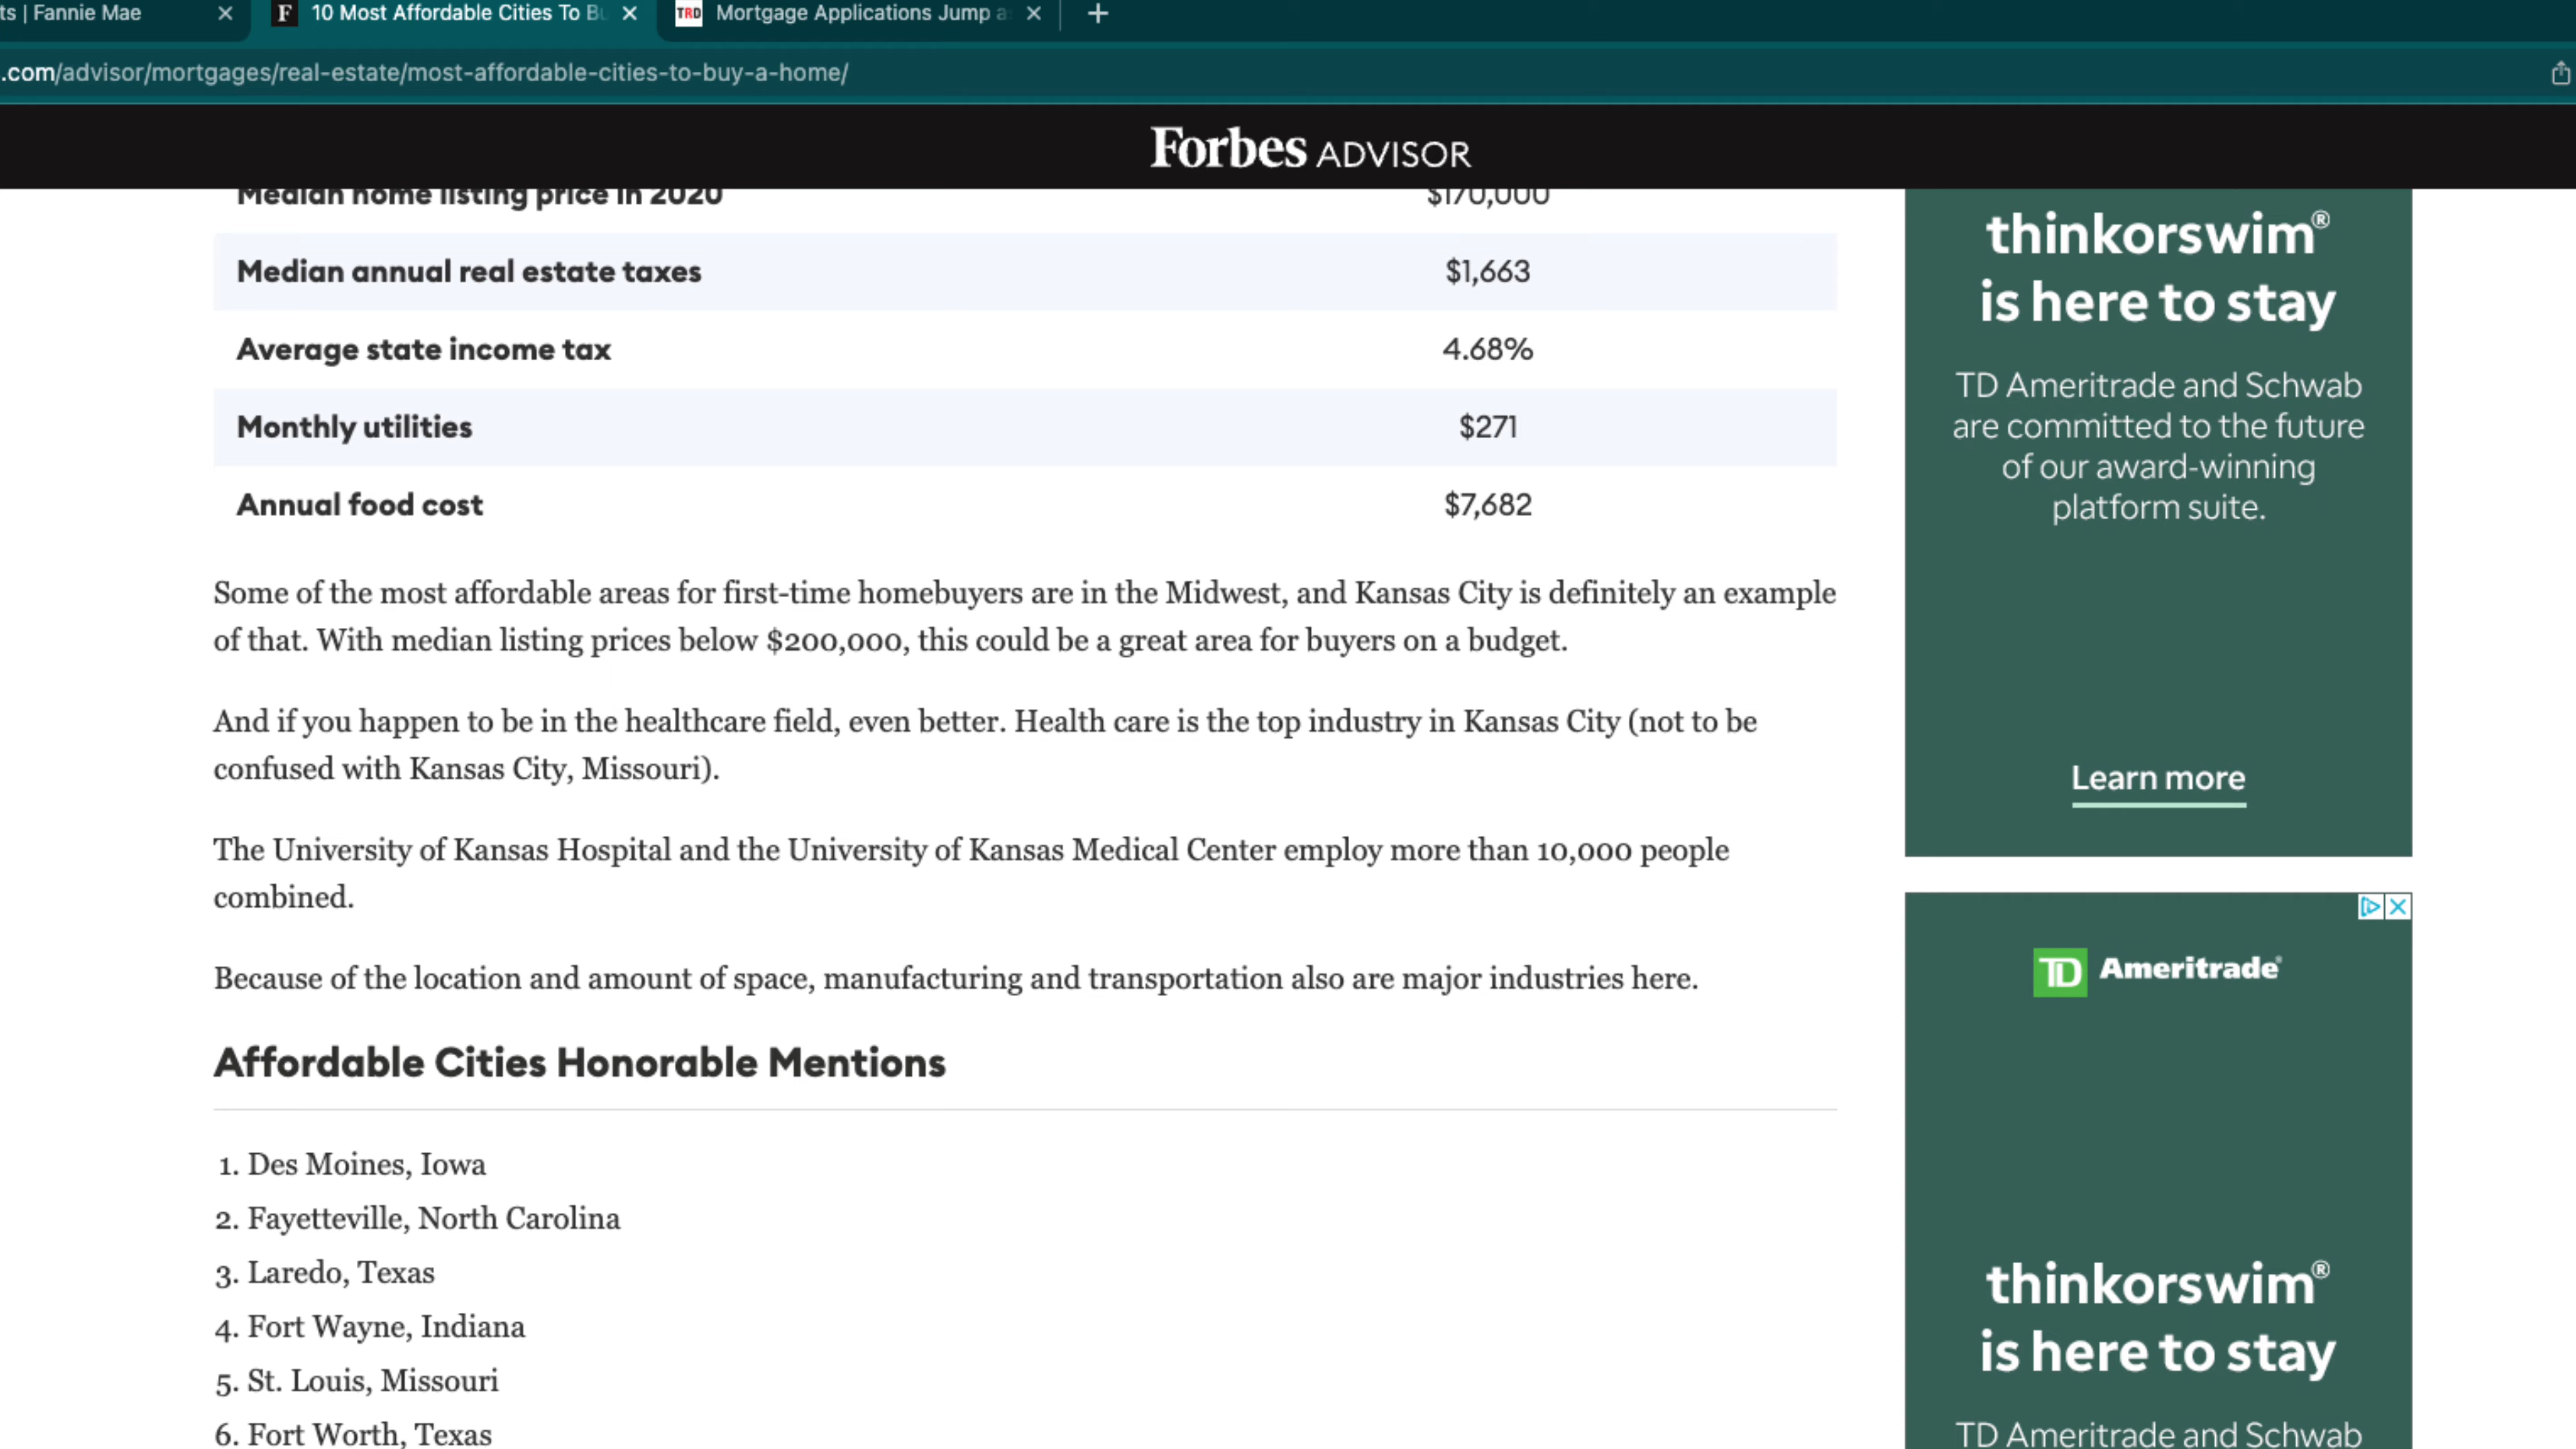 ts | Fannie Mae
F 10 Most Affordable Cities To Bu
TRD Mortgage Applications Jump a
.com/advisor/mortgages/real-estate/most-affordable-cities-to-buy-a-home/
Forbes ADVISOR
Median home listing price in 2020 $170,000
Median annual real estate taxes $1,663
Average state income tax 4.68%
Monthly utilities $271
Annual food cost $7,682
Some of the most affordable areas for first-time homebuyers are in the Midwest, and Kansas City is definitely an example
of that. With median listing prices below $200,000, this could be a great area for buyers on a budget.
And if you happen to be in the healthcare field, even better. Health care is the top industry in Kansas City (not to be
confused with Kansas City, Missouri).
The University of Kansas Hospital and the University of Kansas Medical Center employ more than 10,000 people
combined.
Because of the location and amount of space, manufacturing and transportation also are major industries here.
Affordable Cities Honorable Mentions
1. Des Moines, Iowa
2. Fayetteville, North Carolina
3. Laredo, Texas
4. Fort Wayne, Indiana
5. St. Louis, Missouri
6. Fort Worth, Texas
thinkorswim®
is here to stay
TD Ameritrade and Schwab
are committed to the future
of our award-winning
platform suite.
Learn more
TD Ameritrade
thinkorswim®
is here to stay
TD Ameritrade and Schwab